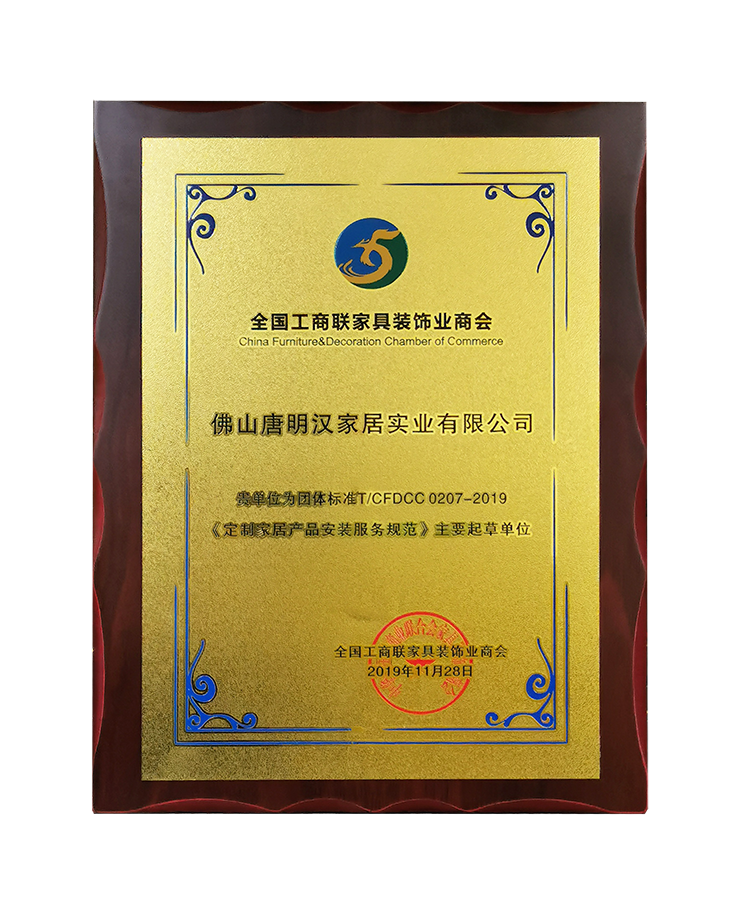 全国工商联家具装饰业商会
China Furniture&Decoration Chamber of Commerce
佛山唐明汉家居实业有限公司
贵单位为团体标准T/CFDCC 0207-2019
《定制家居产品安装服务规范》主要起草单位
全国工商联家具装饰业商会
2019年11月28日